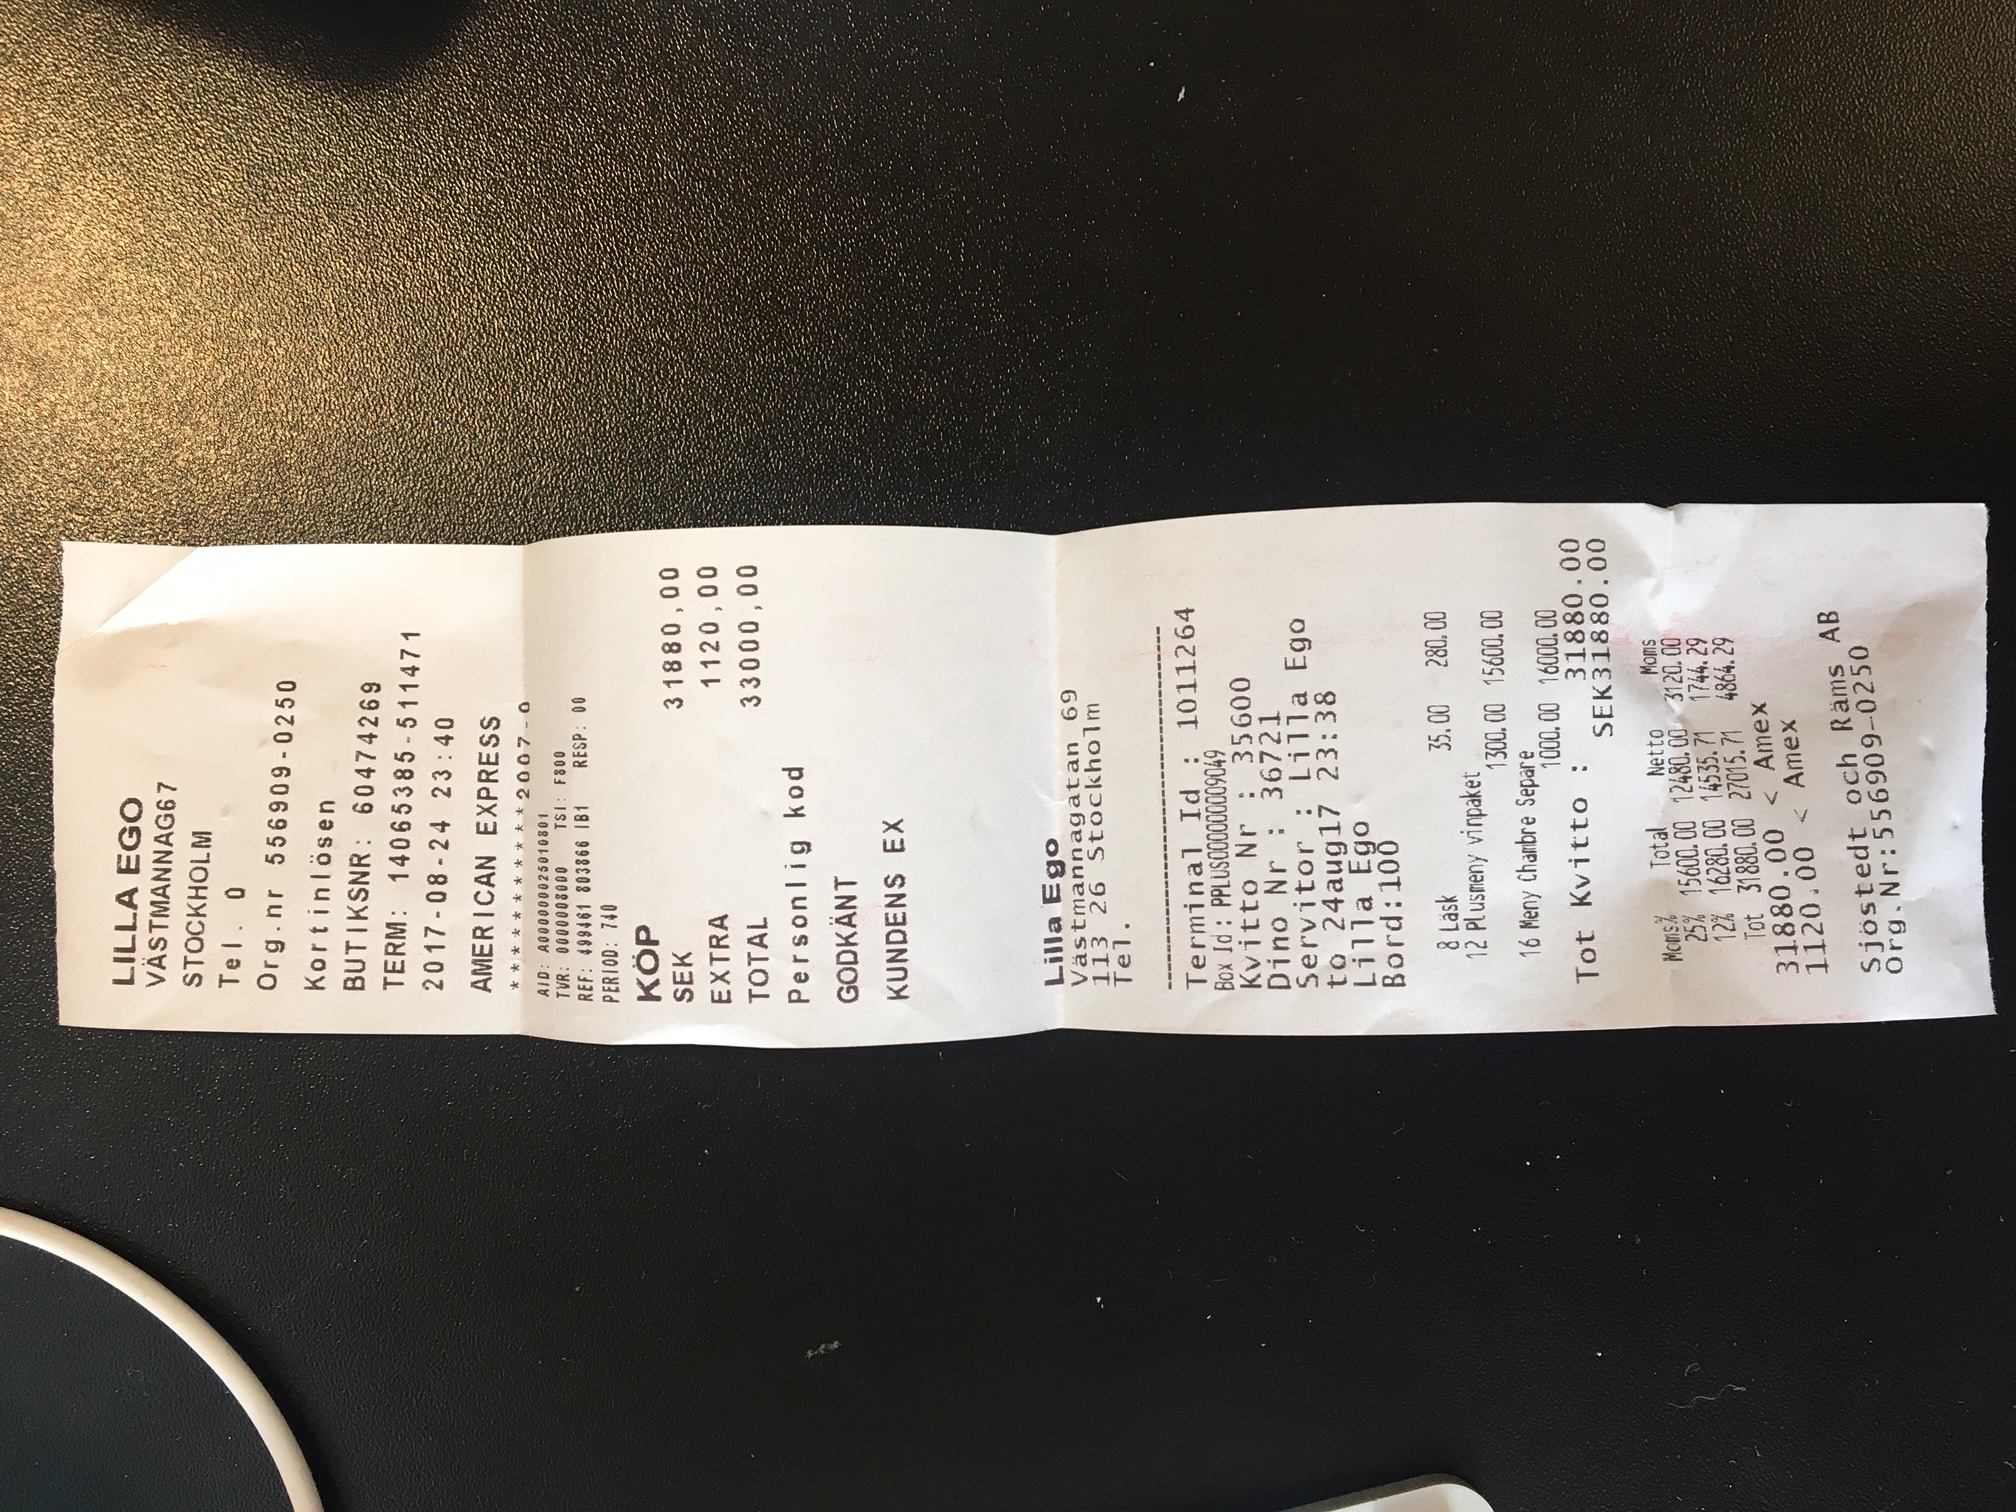 LILLA EGO
VÄSTMANNAG67
STOCKHOLM
Tel. 0
Org.nr 556909-0250
Kortinlösen
BUTIKSNR: 60474269
TERM: 14065385-511471
2017-08-24 23:40
AMERICAN EXPRESS
***********2007-0
AID: A000000025010801
TVR: 0000008000 TSI: F800
REF: 499461 803866 IB1 RESP: 00
PERIOD: 740
KÖP
SEK 31880,00
EXTRA 1120,00
TOTAL 33000,00
Personlig kod
GODKÄNT
KUNDENS EX
Lilla Ego
Västmannagatan 69
113 26 Stockholm
Tel.
----------------------------------------
Terminal Id : 1011264
Box Id : PPLUS000000009049
Kvitto Nr : 35600
Dino Nr : 36721
Servitor : Lilla Ego
to 24aug17 23:38
Lilla Ego
Bord:100
8 Läsk 35.00 280.00
12 Plusmeny vinpaket
1300.00 15600.00
16 Meny Chambre Separe
1000.00 16000.00
Tot Kvitto : 31880.00
SEK31880.00
Moms% Total Netto Moms
25% 15600.00 12480.00 3120.00
12% 16280.00 14535.71 1744.29
Tot 31880.00 27015.71 4864.29
31880.00 < Amex
1120.00 < Amex
Sjöstedt och Räms AB
Org.Nr:556909-0250